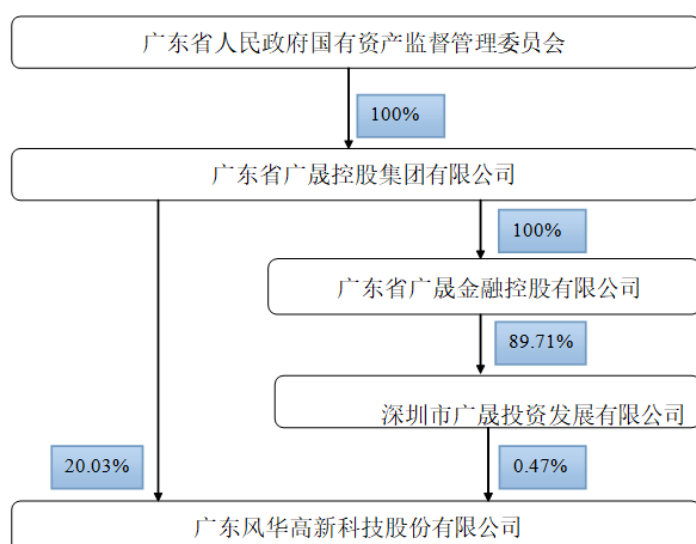 广东省人民政府国有资产监督管理委员会
100%
广东省广晟控股集团有限公司
100%
广东省广晟金融控股有限公司
89.71%
深圳市广晟投资发展有限公司
20.03%
0.47%
广东风华高新科技股份有限公司